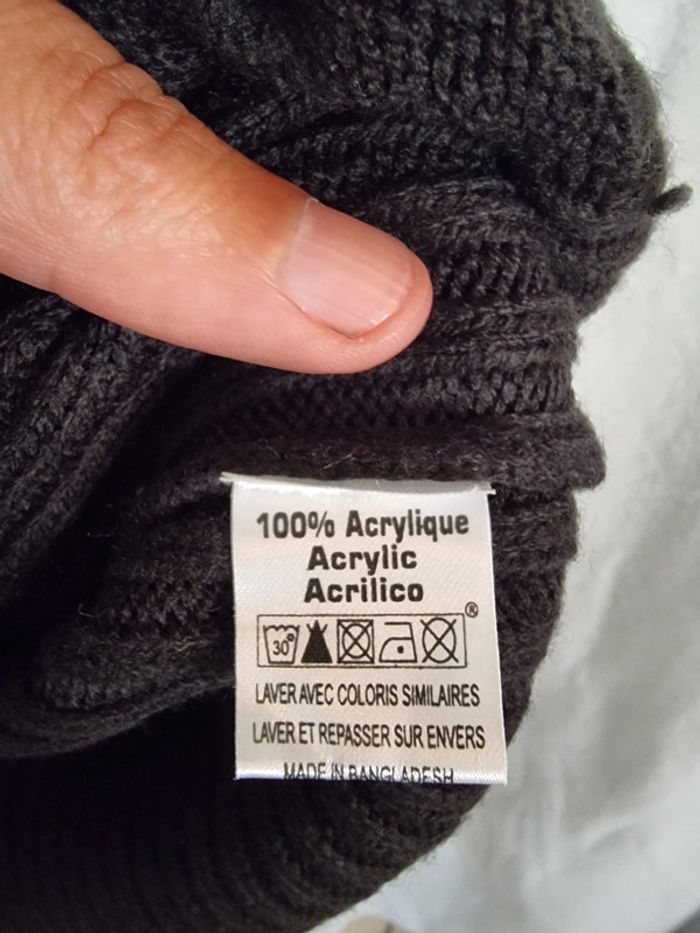 100% Acrylique
Acrylic
Acrilico
30°
®
LAVER AVEC COLORIS SIMILAIRES
LAVER ET REPASSER SUR ENVERS
MADE IN BANGLADESH